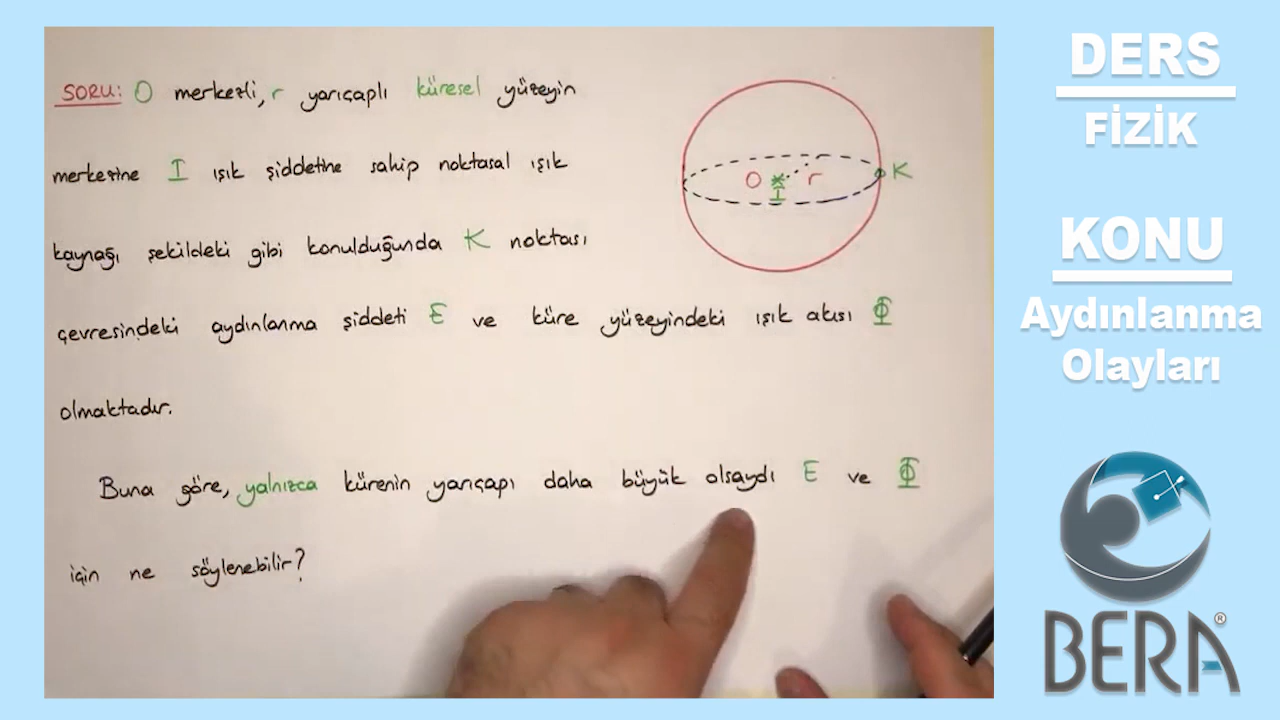 SORU: O merkezli, r yarıçaplı küresel yüzeyin
merkezine I ışık şiddetine sahip noktasal ışık
kaynağı şekildeki gibi konulduğunda K noktası
çevresindeki aydınlanma şiddeti E ve küre yüzeyindeki ışık akısı Φ
olmaktadır.
Buna göre, yalnızca kürenin yarıçapı daha büyük olsaydı E ve Φ
için ne söylenebilir?
O r K
I
DERS
FİZİK
KONU
Aydınlanma
Olayları
BERA®